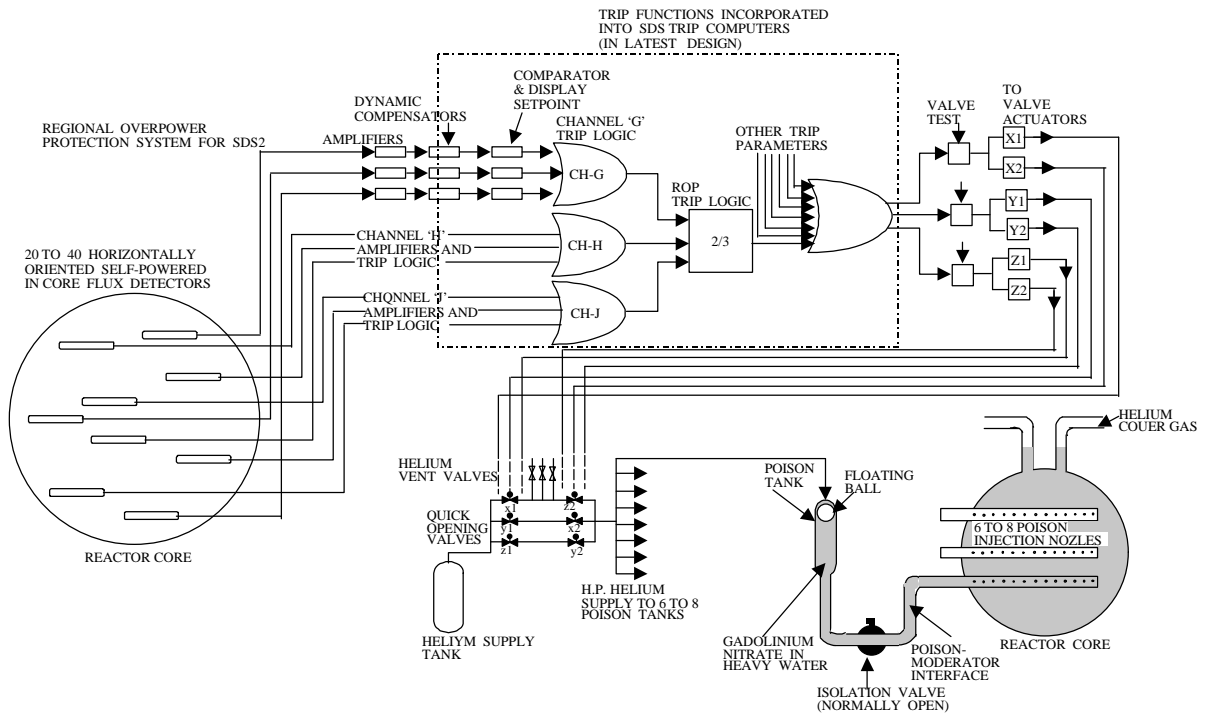 TRIP FUNCTIONS INCORPORATED
INTO SDS TRIP COMPUTERS
(IN LATEST DESIGN)
COMPARATOR
& DISPLAY
SETPOINT
DYNAMIC
COMPENSATORS
CHANNEL 'G'
TRIP LOGIC
REGIONAL OVERPOWER
PROTECTION SYSTEM FOR SDS2
AMPLIFIERS
OTHER TRIP
PARAMETERS
VALVE
TEST
TO
VALVE
ACTUATORS
X1
X2
Y1
Y2
Z1
Z2
CH-G
ROP
TRIP LOGIC
2/3
CH-H
CH-J
CHANNEL 'H'
AMPLIFIERS AND
TRIP LOGIC
CHQNNEL 'J'
AMPLIFIERS AND
TRIP LOGIC
20 TO 40 HORIZONTALLY
ORIENTED SELF-POWERED
IN CORE FLUX DETECTORS
REACTOR CORE
HELIUM
VENT VALVES
QUICK
OPENING
VALVES
x1
y1
z1
z2
x2
y2
HELIYM SUPPLY
TANK
H.P. HELIUM
SUPPLY TO 6 TO 8
POISON TANKS
POISON
TANK
FLOATING
BALL
HELIUM
COUER GAS
6 TO 8 POISON
INJECTION NOZLES
GADOLINIUM
NITRATE IN
HEAVY WATER
POISON-
MODERATOR
INTERFACE
ISOLATION VALVE
(NORMALLY OPEN)
REACTOR CORE